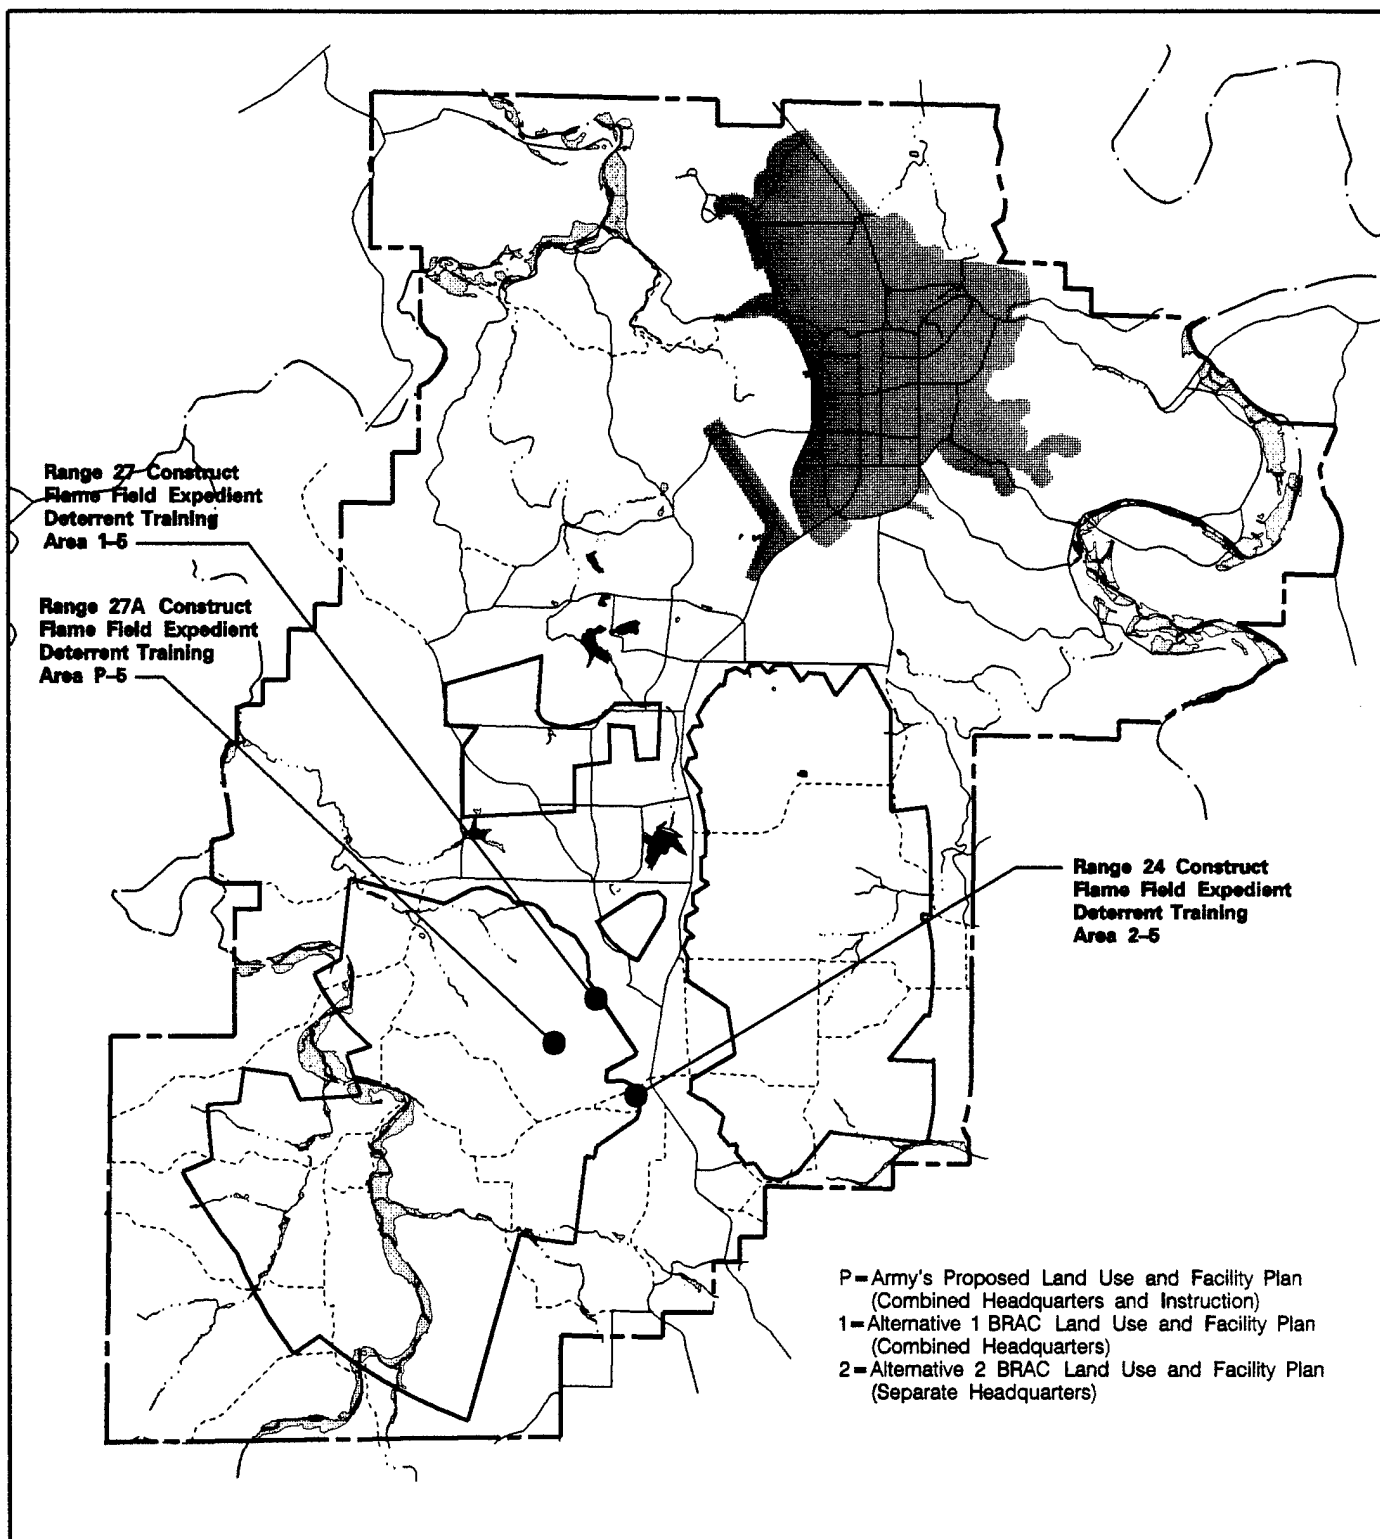 Range 27 Construct
Flame Field Expedient
Deterrent Training
Area 1-5
Range 27A Construct
Flame Field Expedient
Deterrent Training
Area P-5
Range 24 Construct
Flame Field Expedient
Deterrent Training
Area 2-5
P=Army's Proposed Land Use and Facility Plan
(Combined Headquarters and Instruction)
1=Alternative 1 BRAC Land Use and Facility Plan
(Combined Headquarters)
2=Alternative 2 BRAC Land Use and Facility Plan
(Separate Headquarters)